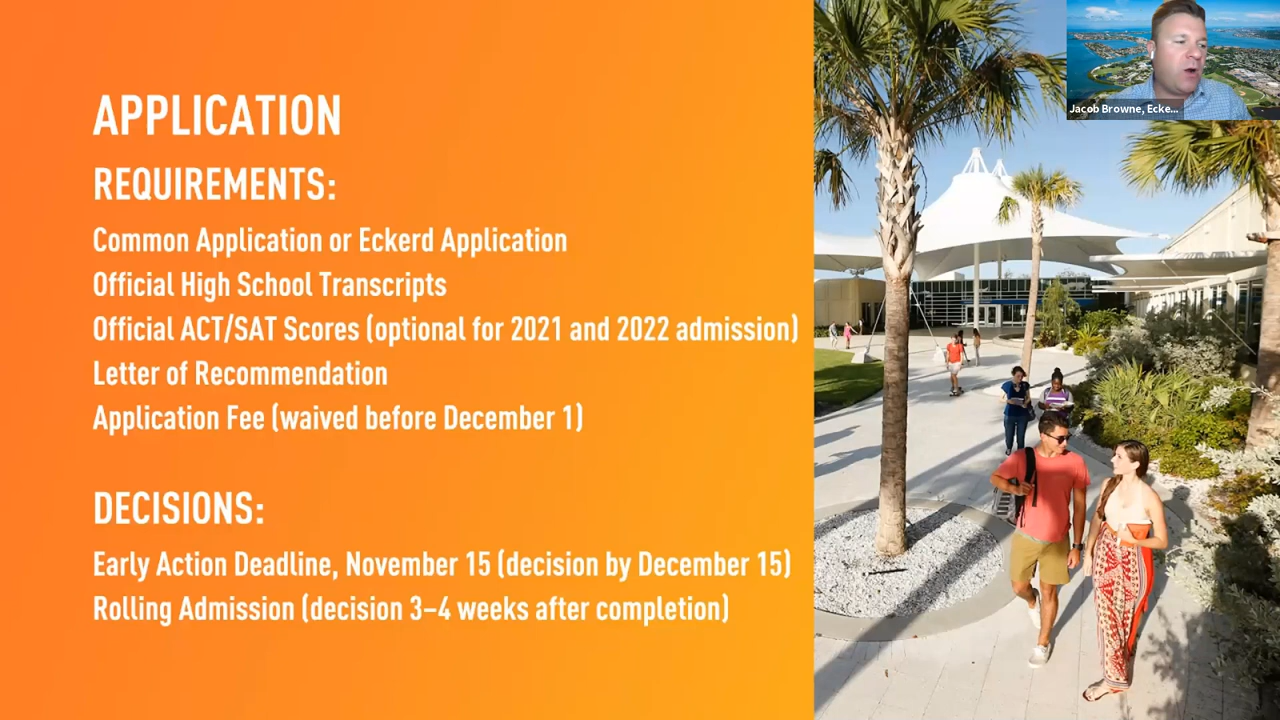 APPLICATION
REQUIREMENTS:
Common Application or Eckerd Application
Official High School Transcripts
Official ACT/SAT Scores (optional for 2021 and 2022 admission)
Letter of Recommendation
Application Fee (waived before December 1)
DECISIONS:
Early Action Deadline, November 15 (decision by December 15)
Rolling Admission (decision 3–4 weeks after completion)
Jacob Browne, Ecke...